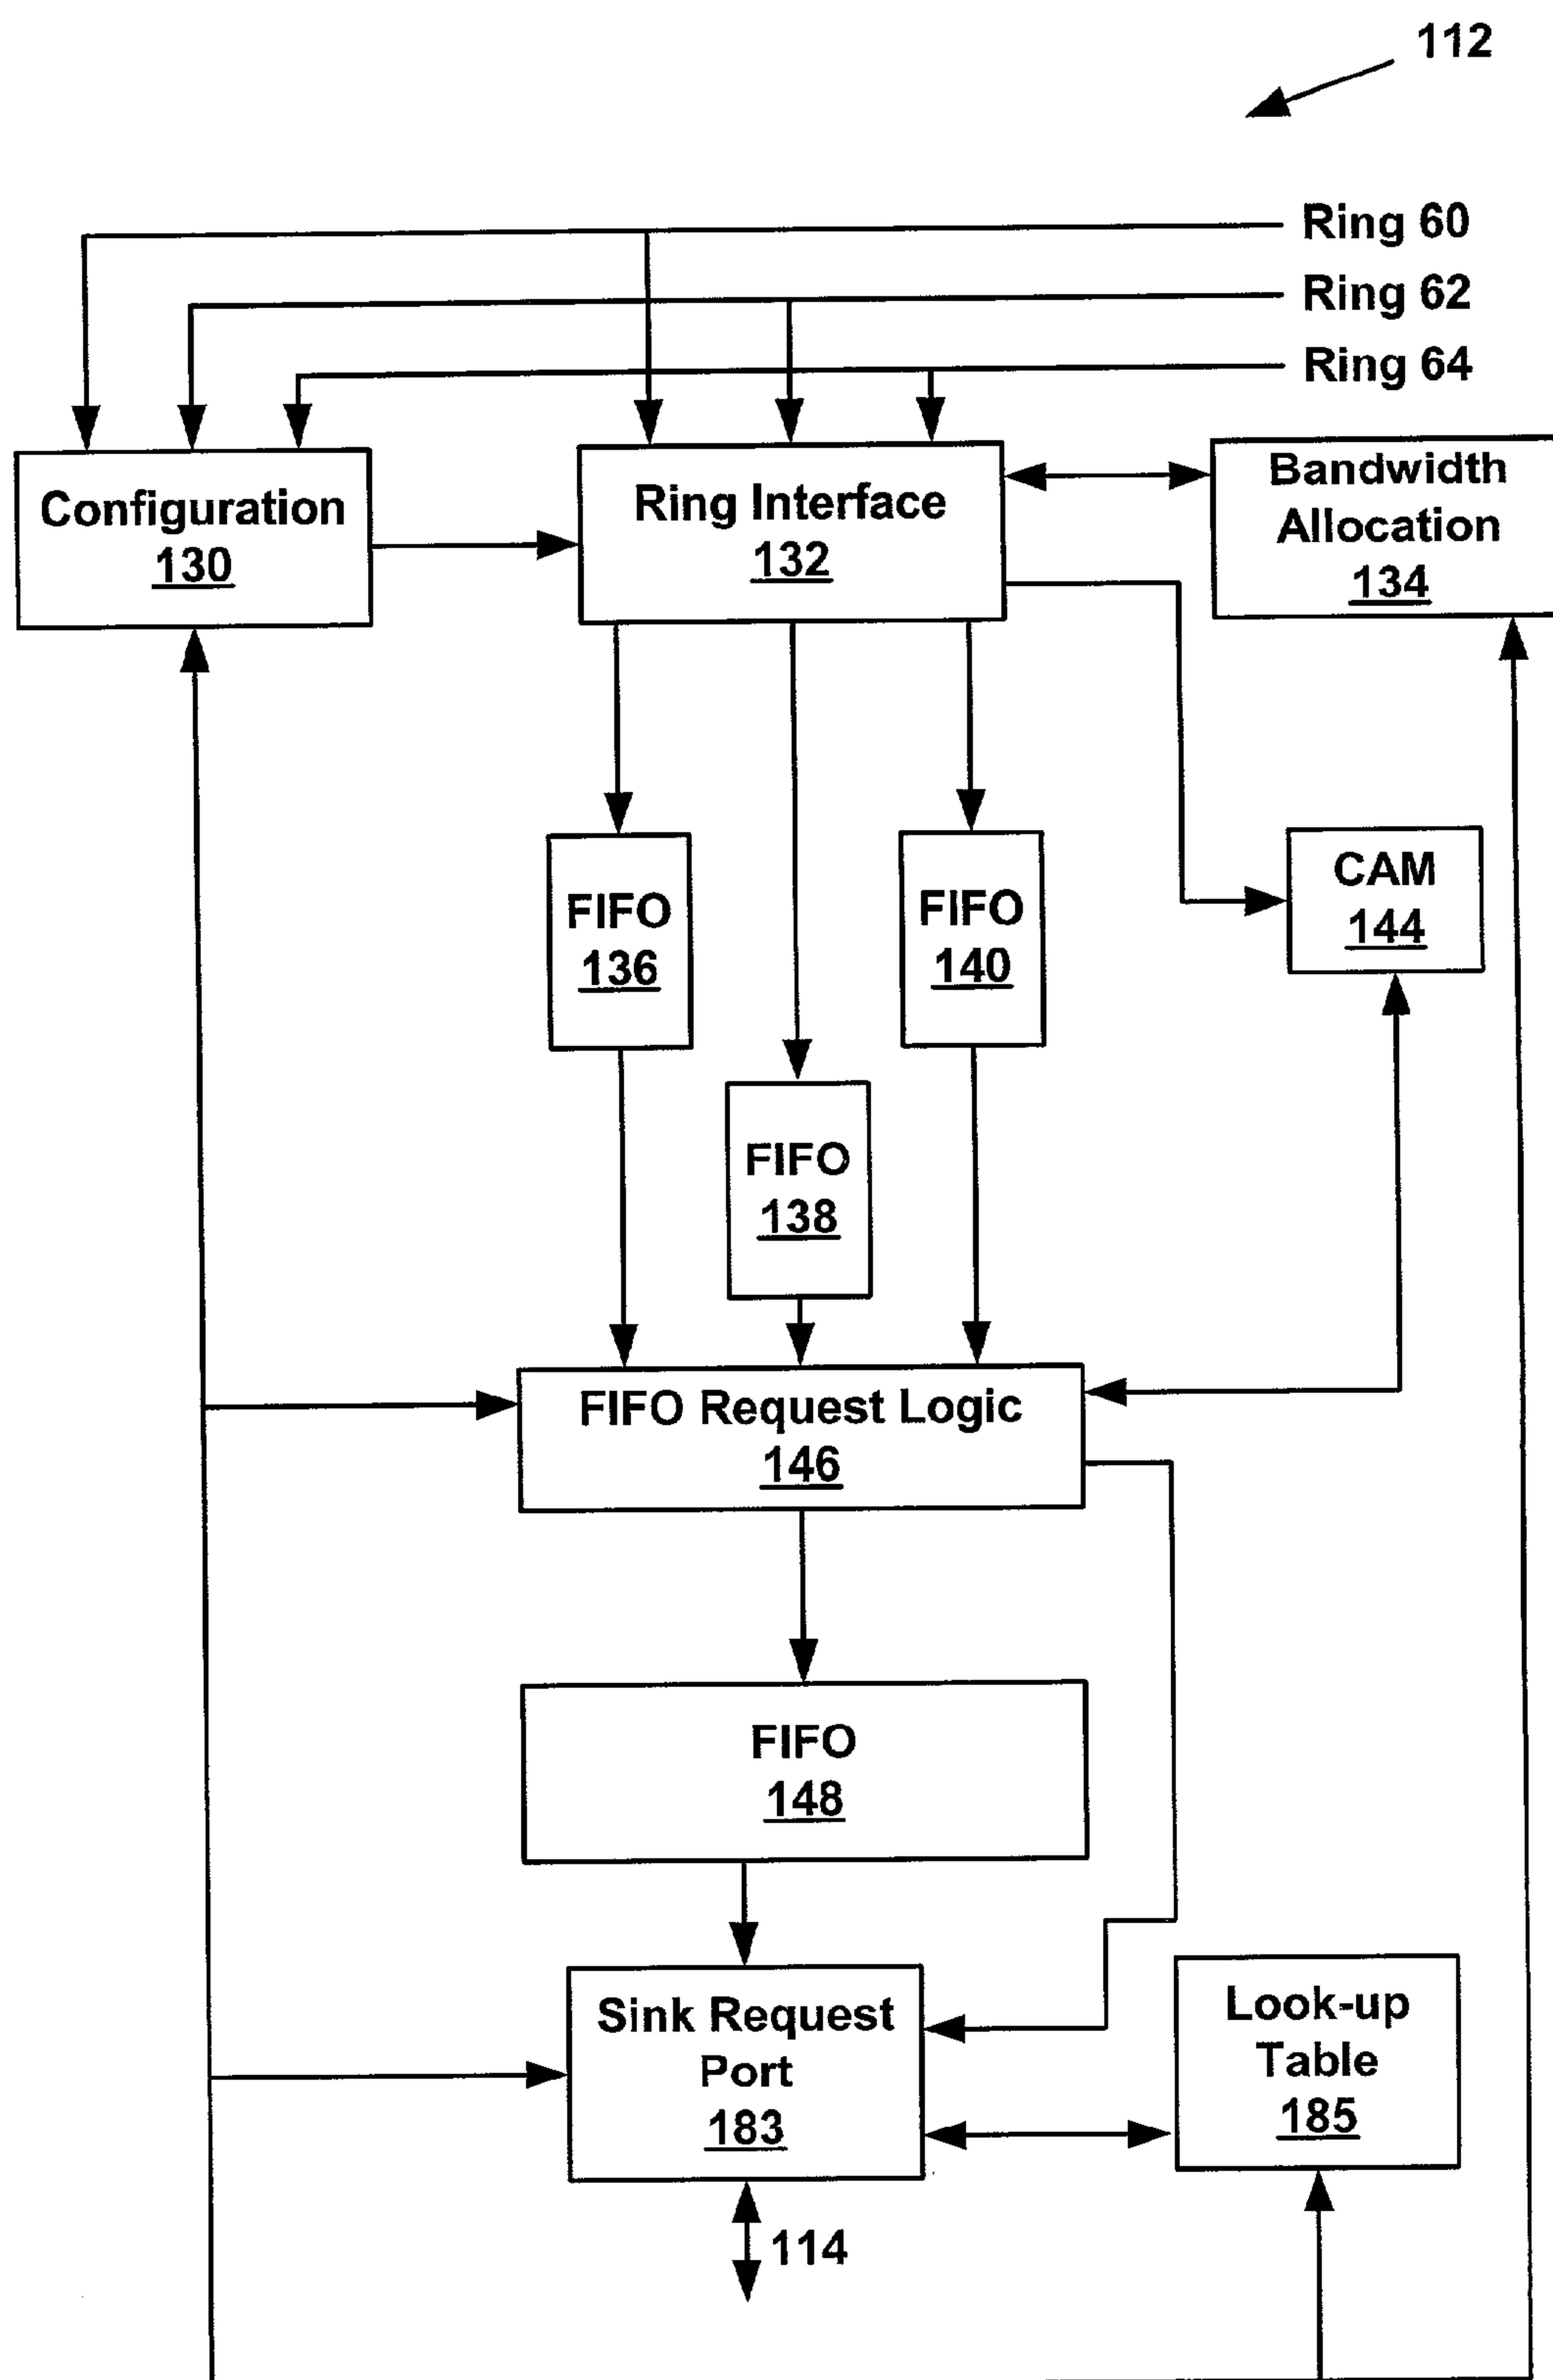 112
Ring 60
Ring 62
Ring 64
Configuration
130
Ring Interface
132
Bandwidth
Allocation
134
FIFO
136
FIFO
140
CAM
144
FIFO
138
FIFO Request Logic
146
FIFO
148
Sink Request
Port
183
Look-up
Table
185
114